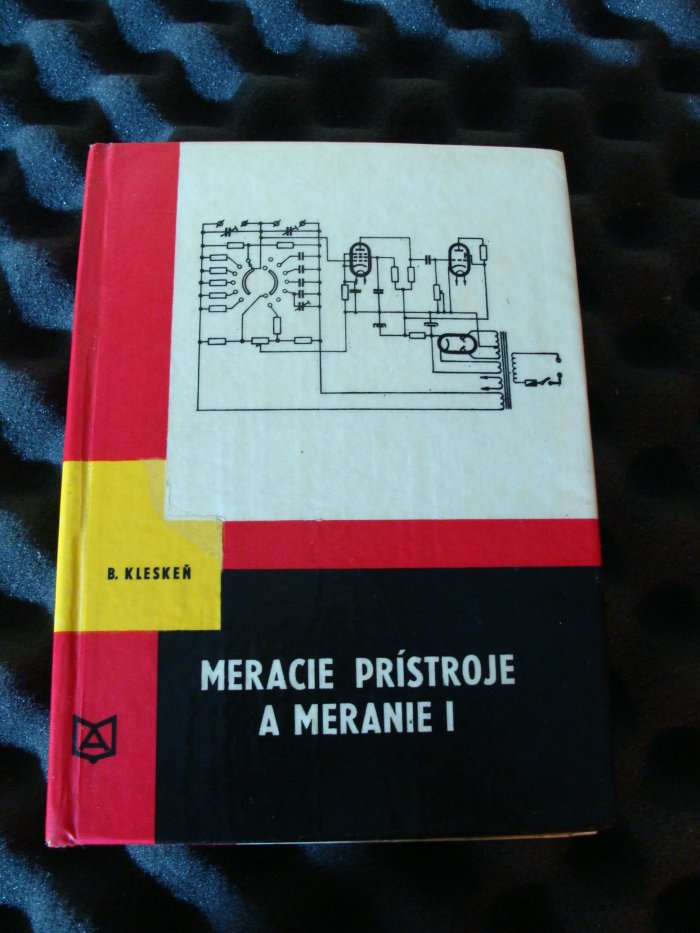 B. KLESKEŇ
MERACIE PRÍSTROJE
A MERANIE I
A